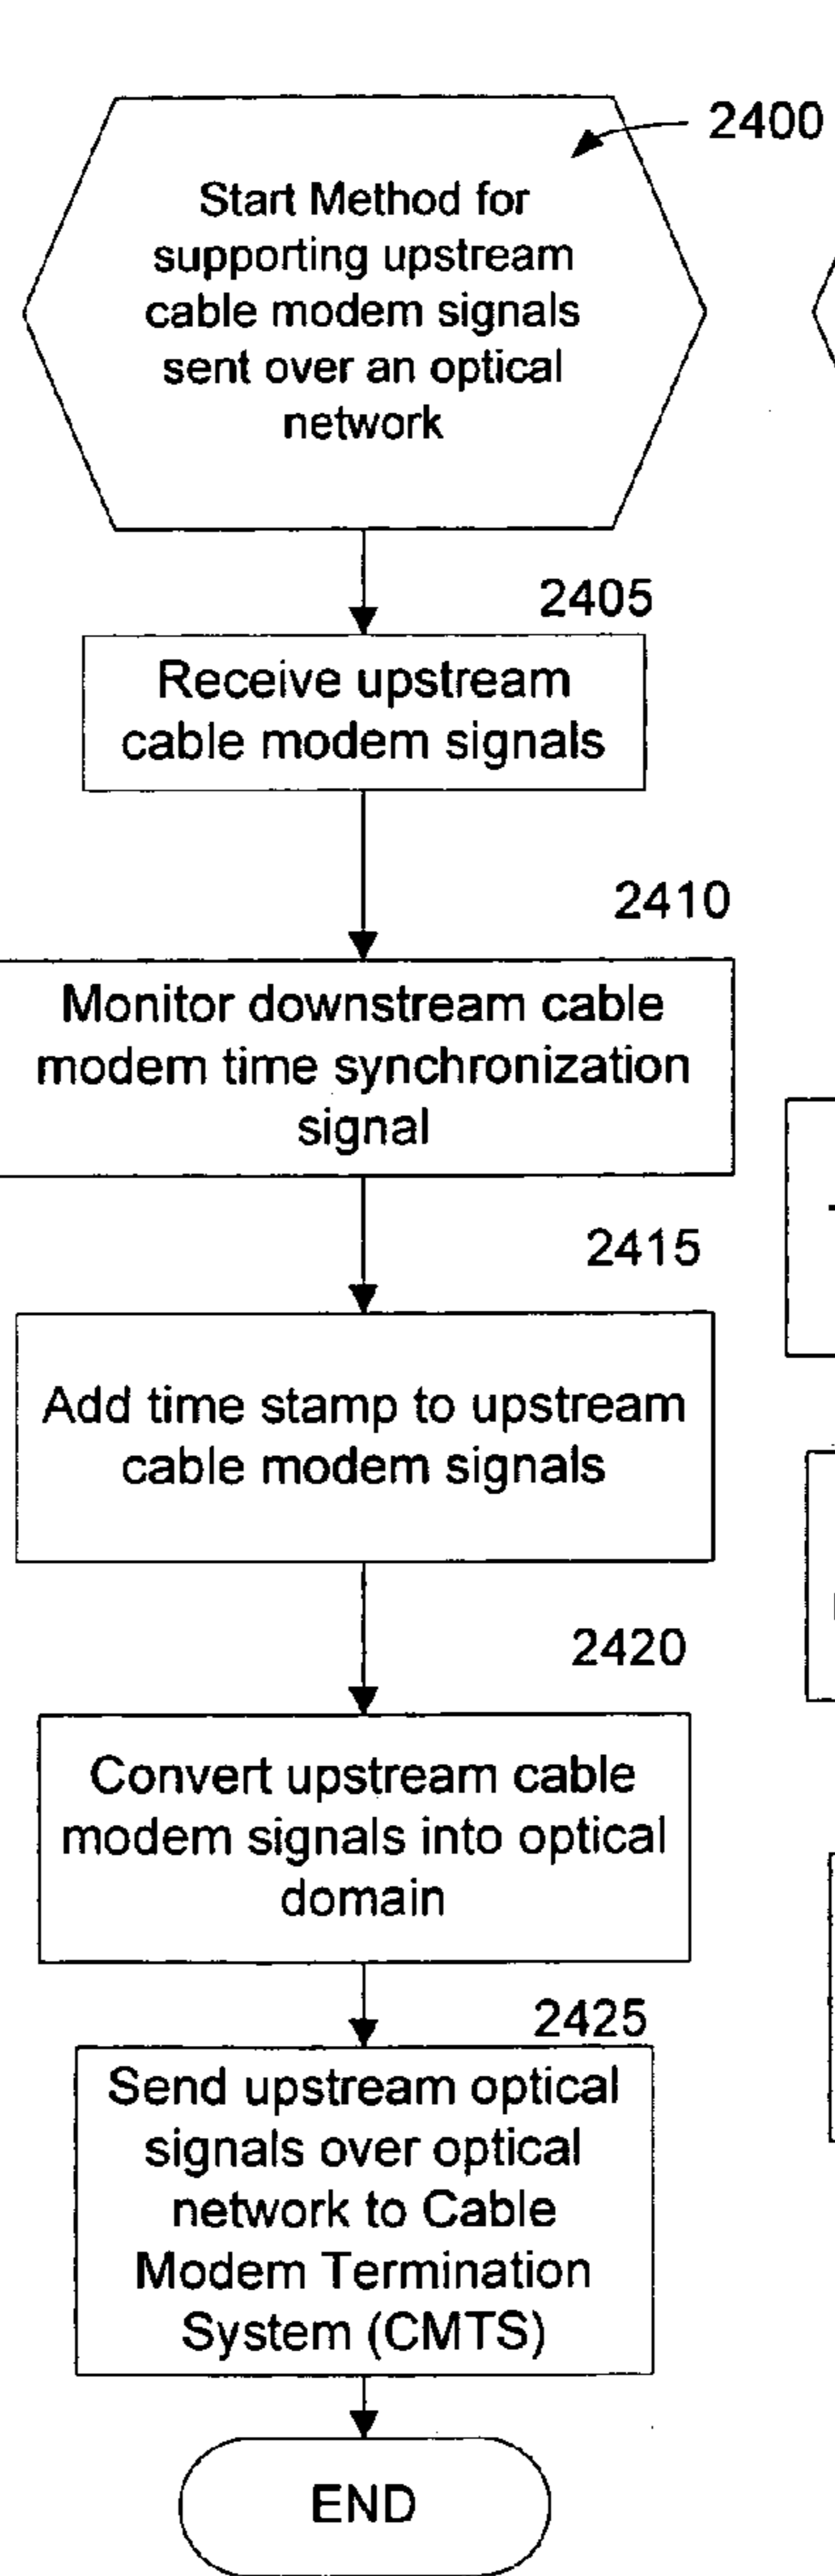 2400
Start Method for
supporting upstream
cable modem signals
sent over an optical
network
2405
Receive upstream
cable modem signals
2410
Monitor downstream cable
modem time synchronization
signal
2415
Add time stamp to upstream
cable modem signals
2420
Convert upstream cable
modem signals into optical
domain
2425
Send upstream optical
signals over optical
network to Cable
Modem Termination
System (CMTS)
END